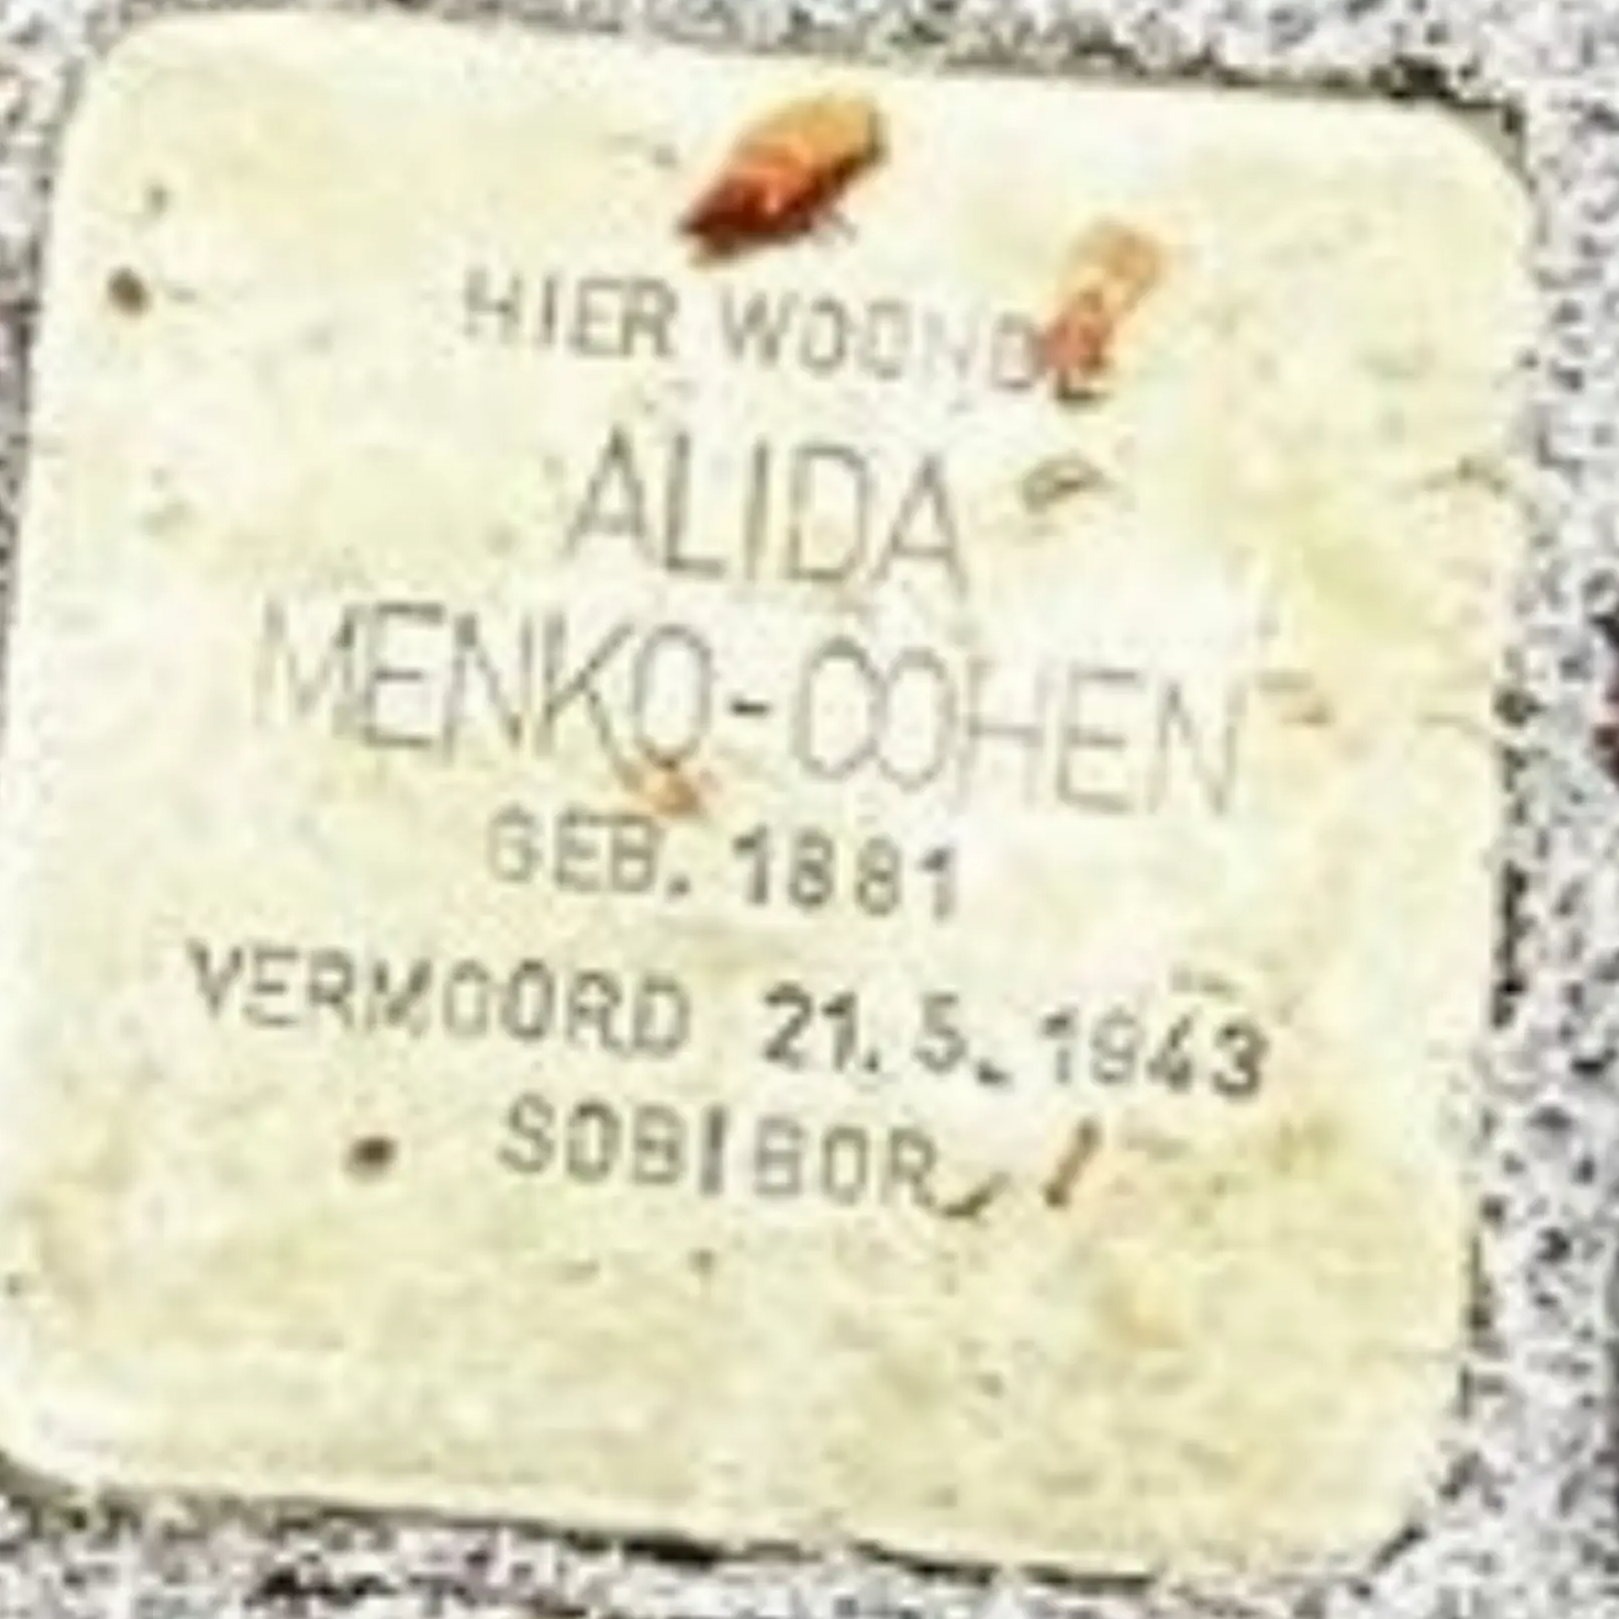 HIER WOONDE
ALIDA
MENKO-COHEN
GEB. 1881
VERMOORD 21.5.1943
SOBIBOR